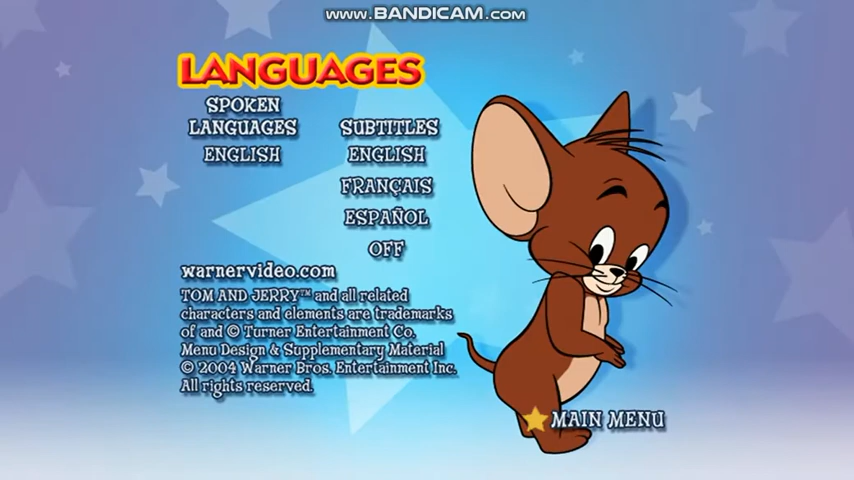 www.BANDICAM.com
LANGUAGES
SPOKEN
LANGUAGES
ENGLISH
SUBTITLES
ENGLISH
FRANÇAIS
ESPAÑOL
OFF
warnervideo.com
TOM AND JERRY™ and all related
characters and elements are trademarks
of and © Turner Entertainment Co.
Menu Design & Supplementary Material
© 2004 Warner Bros. Entertainment Inc.
All rights reserved.
MAIN MENU